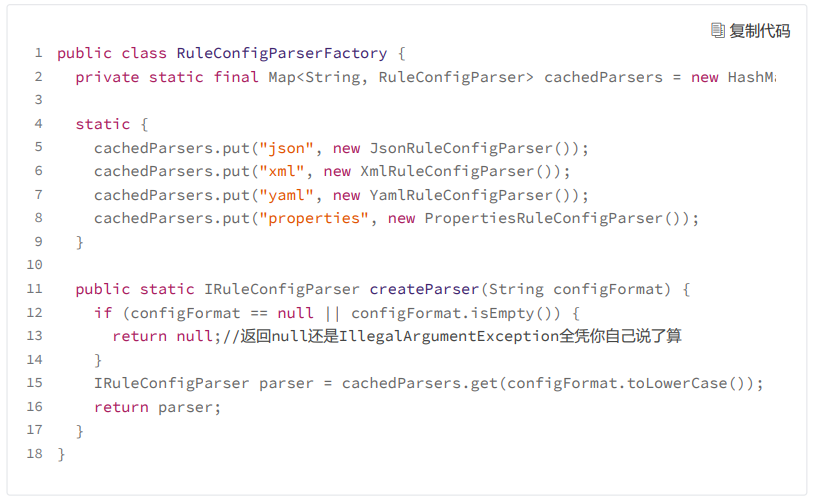 复制代码
1 public class RuleConfigParserFactory {
2   private static final Map<String, RuleConfigParser> cachedParsers = new HashMa
3
4   static {
5     cachedParsers.put("json", new JsonRuleConfigParser());
6     cachedParsers.put("xml", new XmlRuleConfigParser());
7     cachedParsers.put("yaml", new YamlRuleConfigParser());
8     cachedParsers.put("properties", new PropertiesRuleConfigParser());
9   }
10
11   public static IRuleConfigParser createParser(String configFormat) {
12     if (configFormat == null || configFormat.isEmpty()) {
13       return null;//返回null还是IllegalArgumentException全凭你自己说了算
14     }
15     IRuleConfigParser parser = cachedParsers.get(configFormat.toLowerCase());
16     return parser;
17   }
18 }